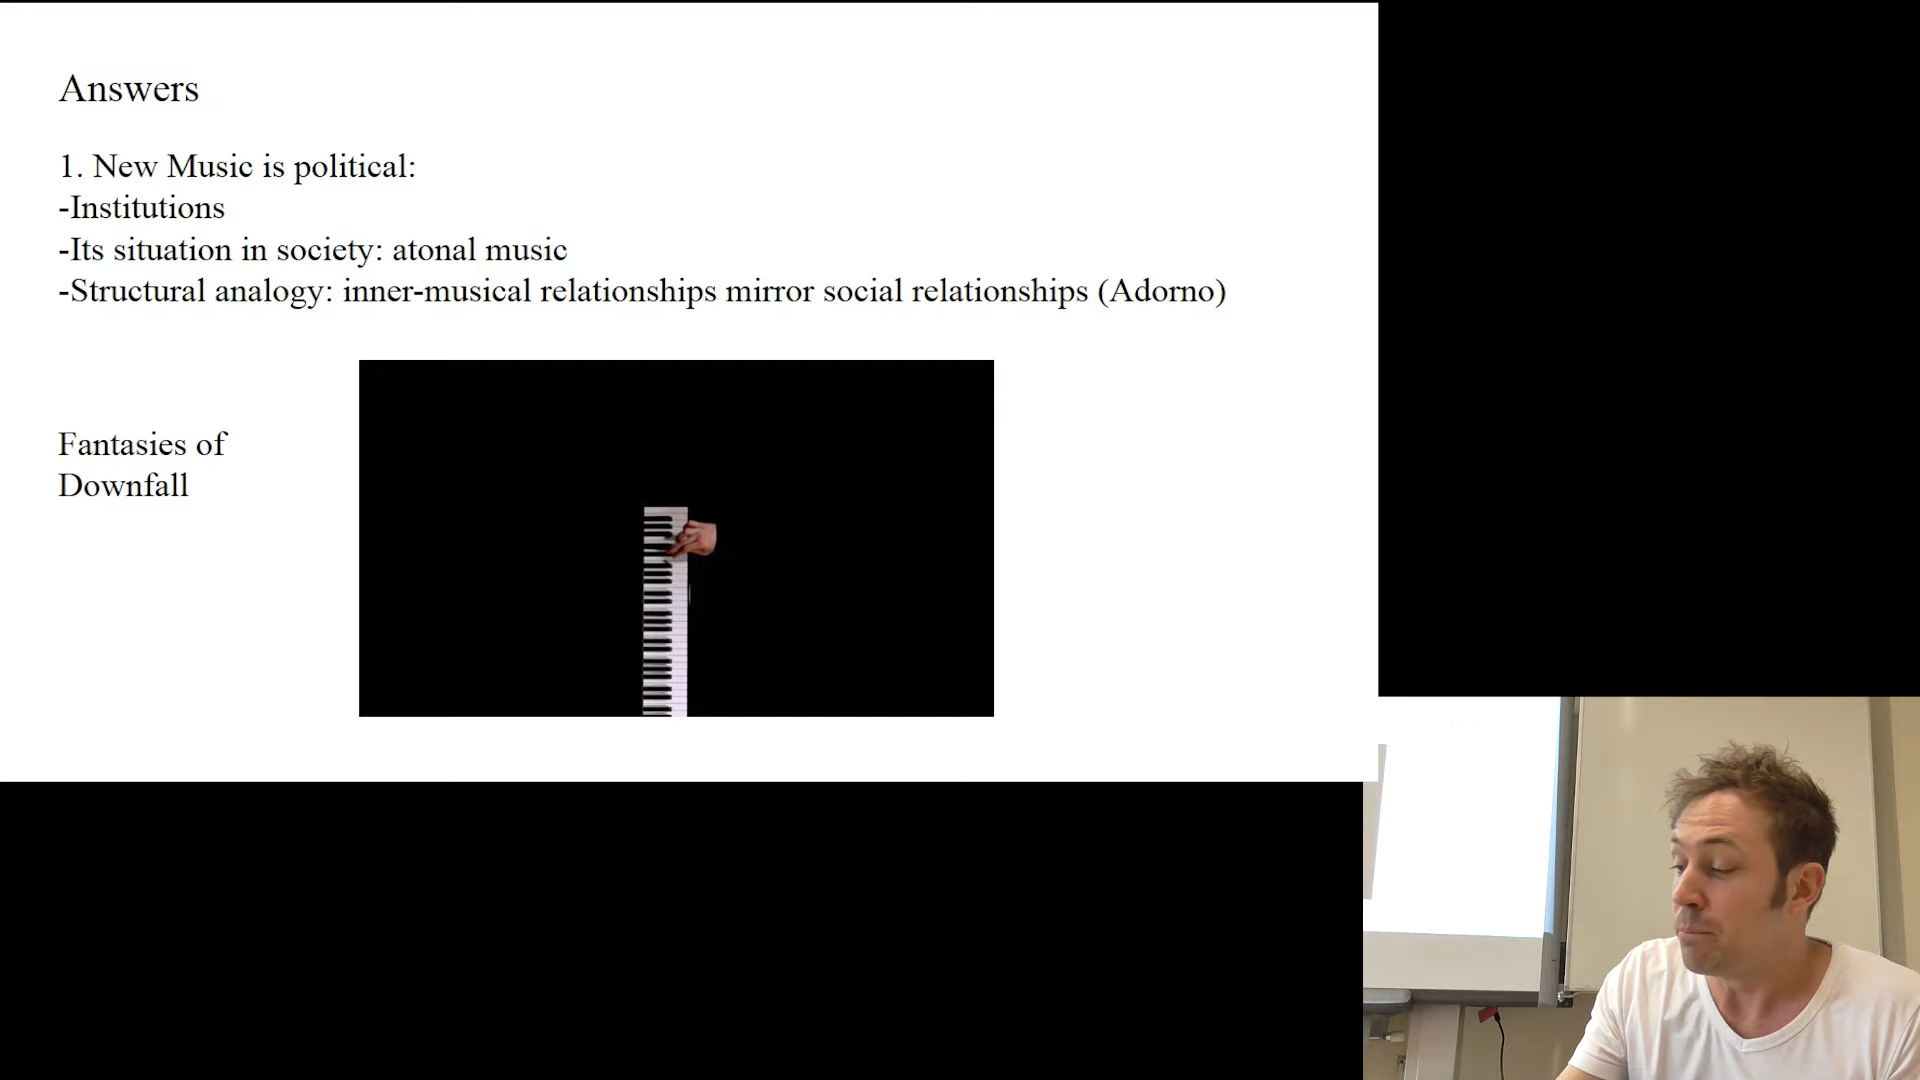 Answers
1. New Music is political:
-Institutions
-Its situation in society: atonal music
-Structural analogy: inner-musical relationships mirror social relationships (Adorno)
Fantasies of
Downfall